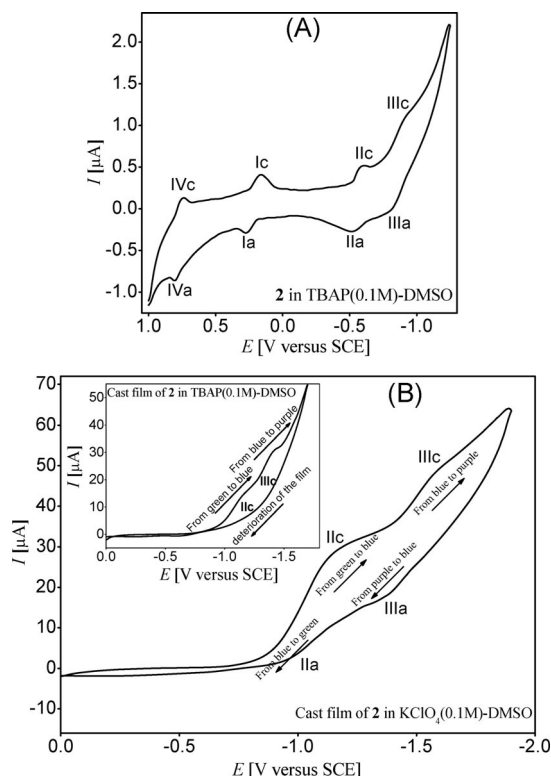 (A)
2.0
1.5
1.0
0.5
0.0
-0.5
-1.0
I [µA]
IVc
Ic
IIc
IIIc
IVa
Ia
IIa
IIIa
2 in TBAP(0.1M)-DMSO
1.0 0.5 0.0 -0.5 -1.0
E [V versus SCE]
(B)
70
60
50
40
30
20
10
0
-10
I [µA]
Cast film of 2 in TBAP(0.1M)-DMSO
50
40
30
20
10
0
I [µA]
From blue to purple
From green to blue
IIIc
IIc
deterioration of the film
0.0 -0.5 -1.0 -1.5
E [V versus SCE]
IIIc
From blue to purple
IIc
From green to blue
From purple to blue
IIIa
From blue to green
IIa
Cast film of 2 in KClO4(0.1M)-DMSO
0.0 -0.5 -1.0 -1.5 -2.0
E [V versus SCE]